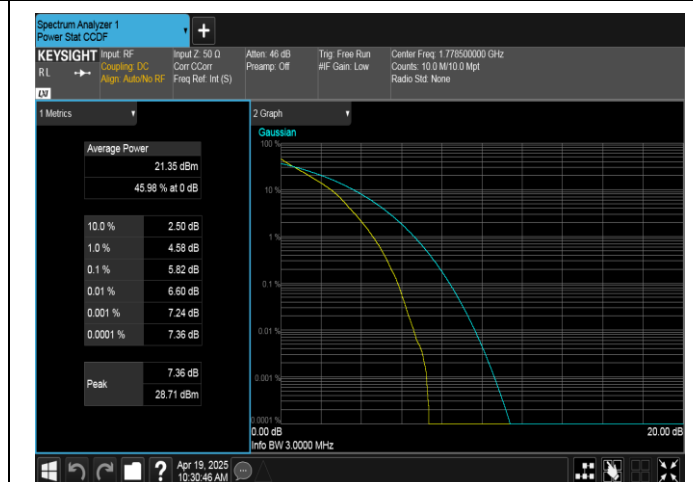 Spectrum Analyzer 1
Power Stat CCDF
+
KEYSIGHT
RL
LXI
Input: RF
Coupling: DC
Align: Auto/No RF
Input Z: 50 Ω
Corr CCorr
Freq Ref: Int (S)
Atten: 46 dB
Preamp: Off
Trig: Free Run
#IF Gain: Low
Center Freq: 1.778500000 GHz
Counts: 10.0 M/10.0 Mpt
Radio Std: None
1 Metrics
Average Power
21.35 dBm
45.98 % at 0 dB
10.0 % 2.50 dB
1.0 % 4.58 dB
0.1 % 5.82 dB
0.01 % 6.60 dB
0.001 % 7.24 dB
0.0001 % 7.36 dB
Peak
7.36 dB
28.71 dBm
2 Graph
Gaussian
100 %
10 %
1 %
0.1 %
0.01 %
0.001 %
0.0001 %
0.00 dB 20.00 dB
Info BW 3.0000 MHz
?
Apr 19, 2025
10:30:46 AM